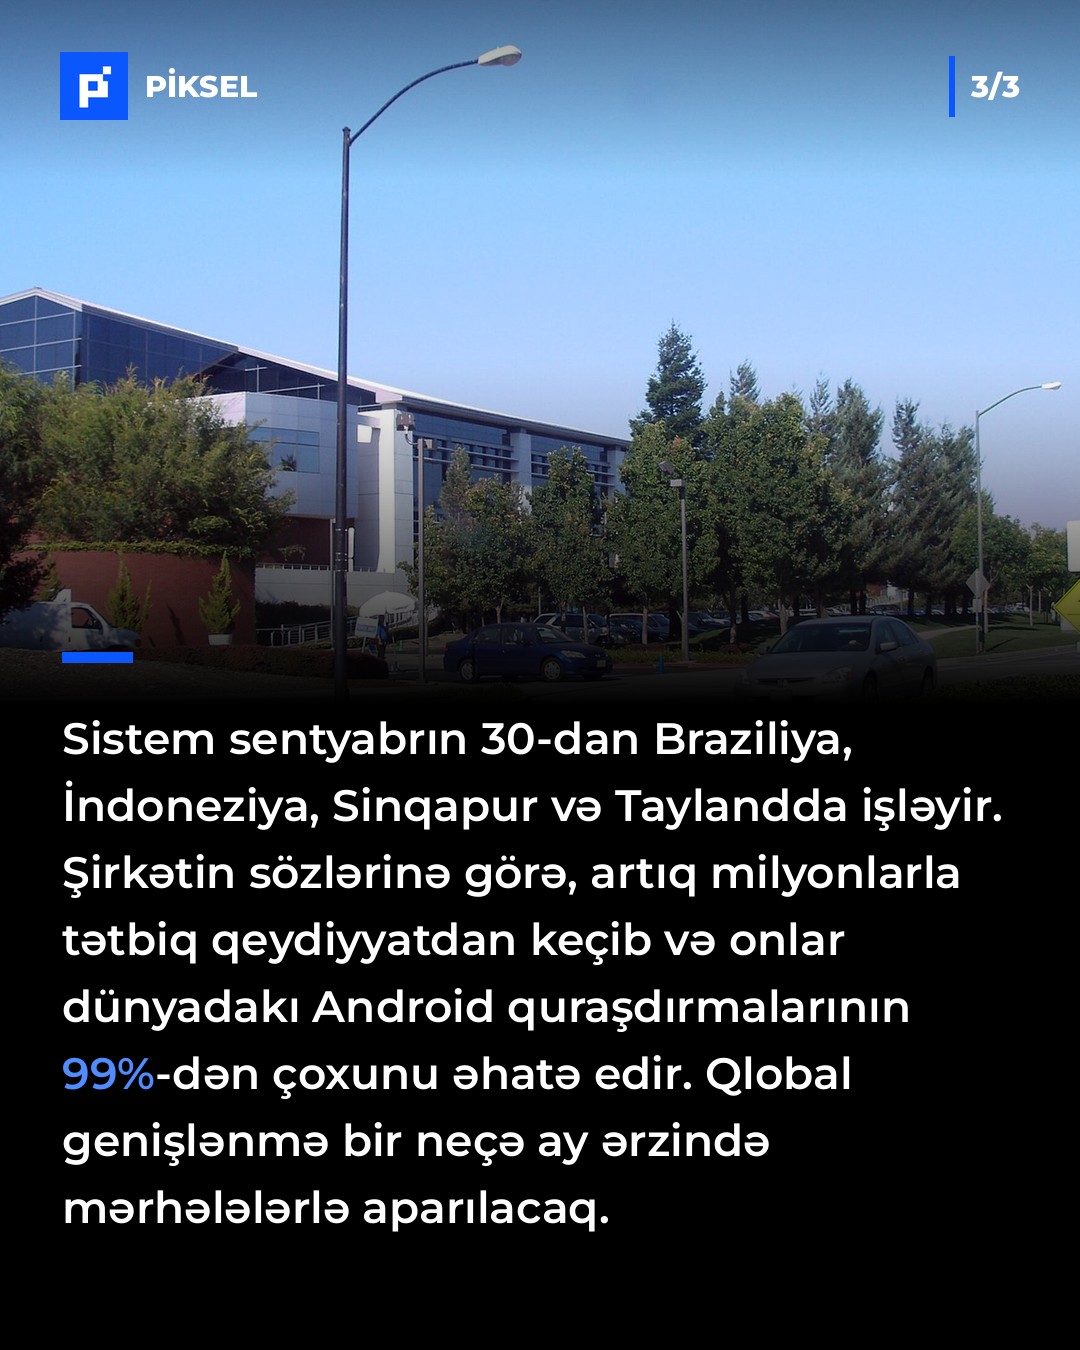 PİKSEL
3/3
Sistem sentyabrın 30-dan Braziliya,
İndoneziya, Sinqapur və Taylandda işləyir.
Şirkətin sözlərinə görə, artıq milyonlarla
tətbiq qeydiyyatdan keçib və onlar
dünyadakı Android quraşdırmalarının
99%-dən çoxunu əhatə edir. Qlobal
genişlənmə bir neçə ay ərzində
mərhələlərlə aparılacaq.